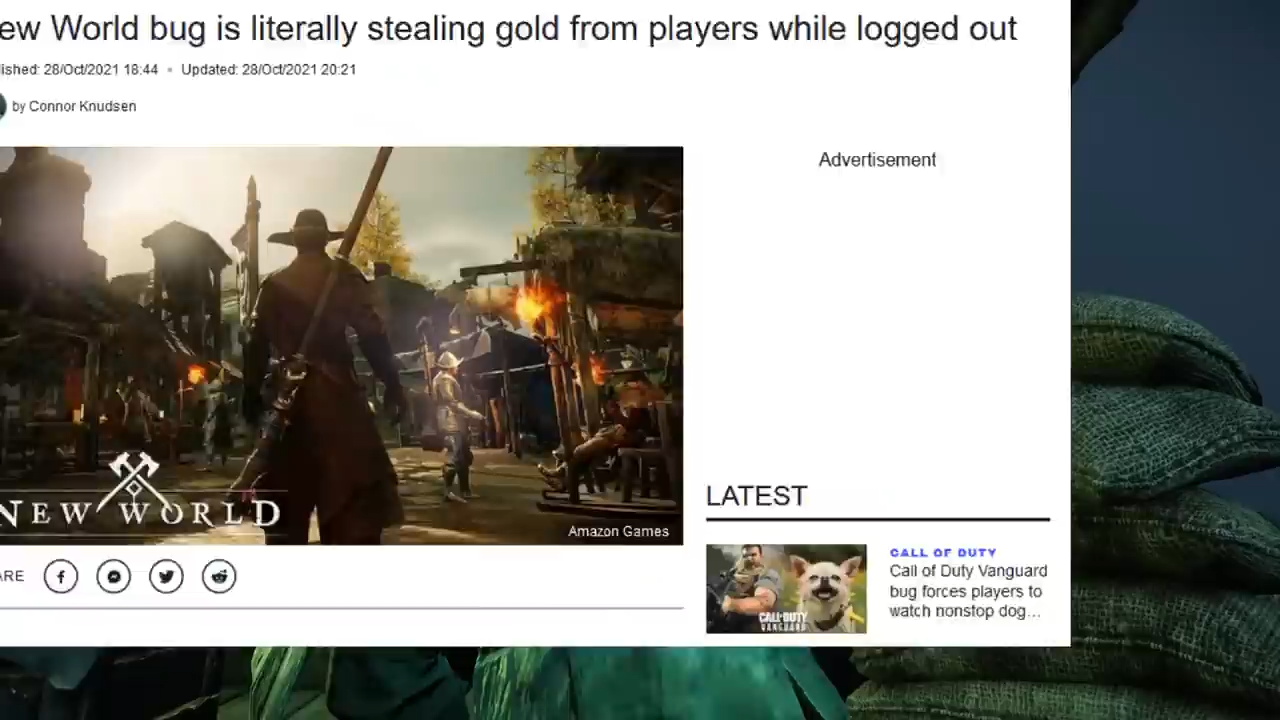 ew World bug is literally stealing gold from players while logged out
ished: 28/Oct/2021 18:44 • Updated: 28/Oct/2021 20:21
by Connor Knudsen
Advertisement
NEW WORLD
Amazon Games
ARE
LATEST
CALL OF DUTY
Call of Duty Vanguard
bug forces players to
watch nonstop dog...
CALL·DUTY
VANGUARD